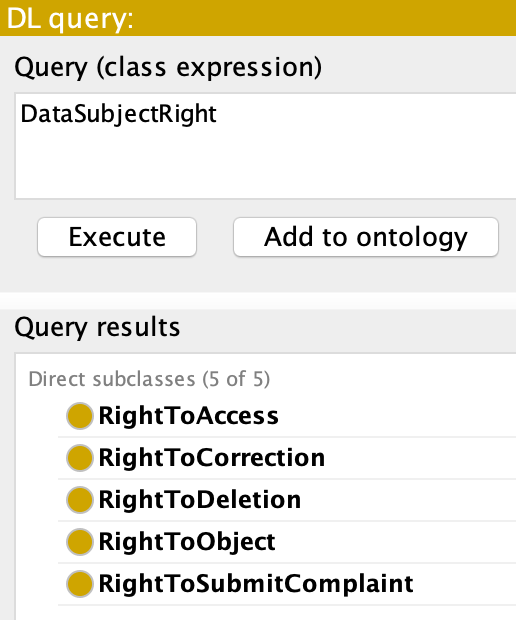 DL query:
Query (class expression)
DataSubjectRight
Execute
Add to ontology
Query results
Direct subclasses (5 of 5)
RightToAccess
RightToCorrection
RightToDeletion
RightToObject
RightToSubmitComplaint